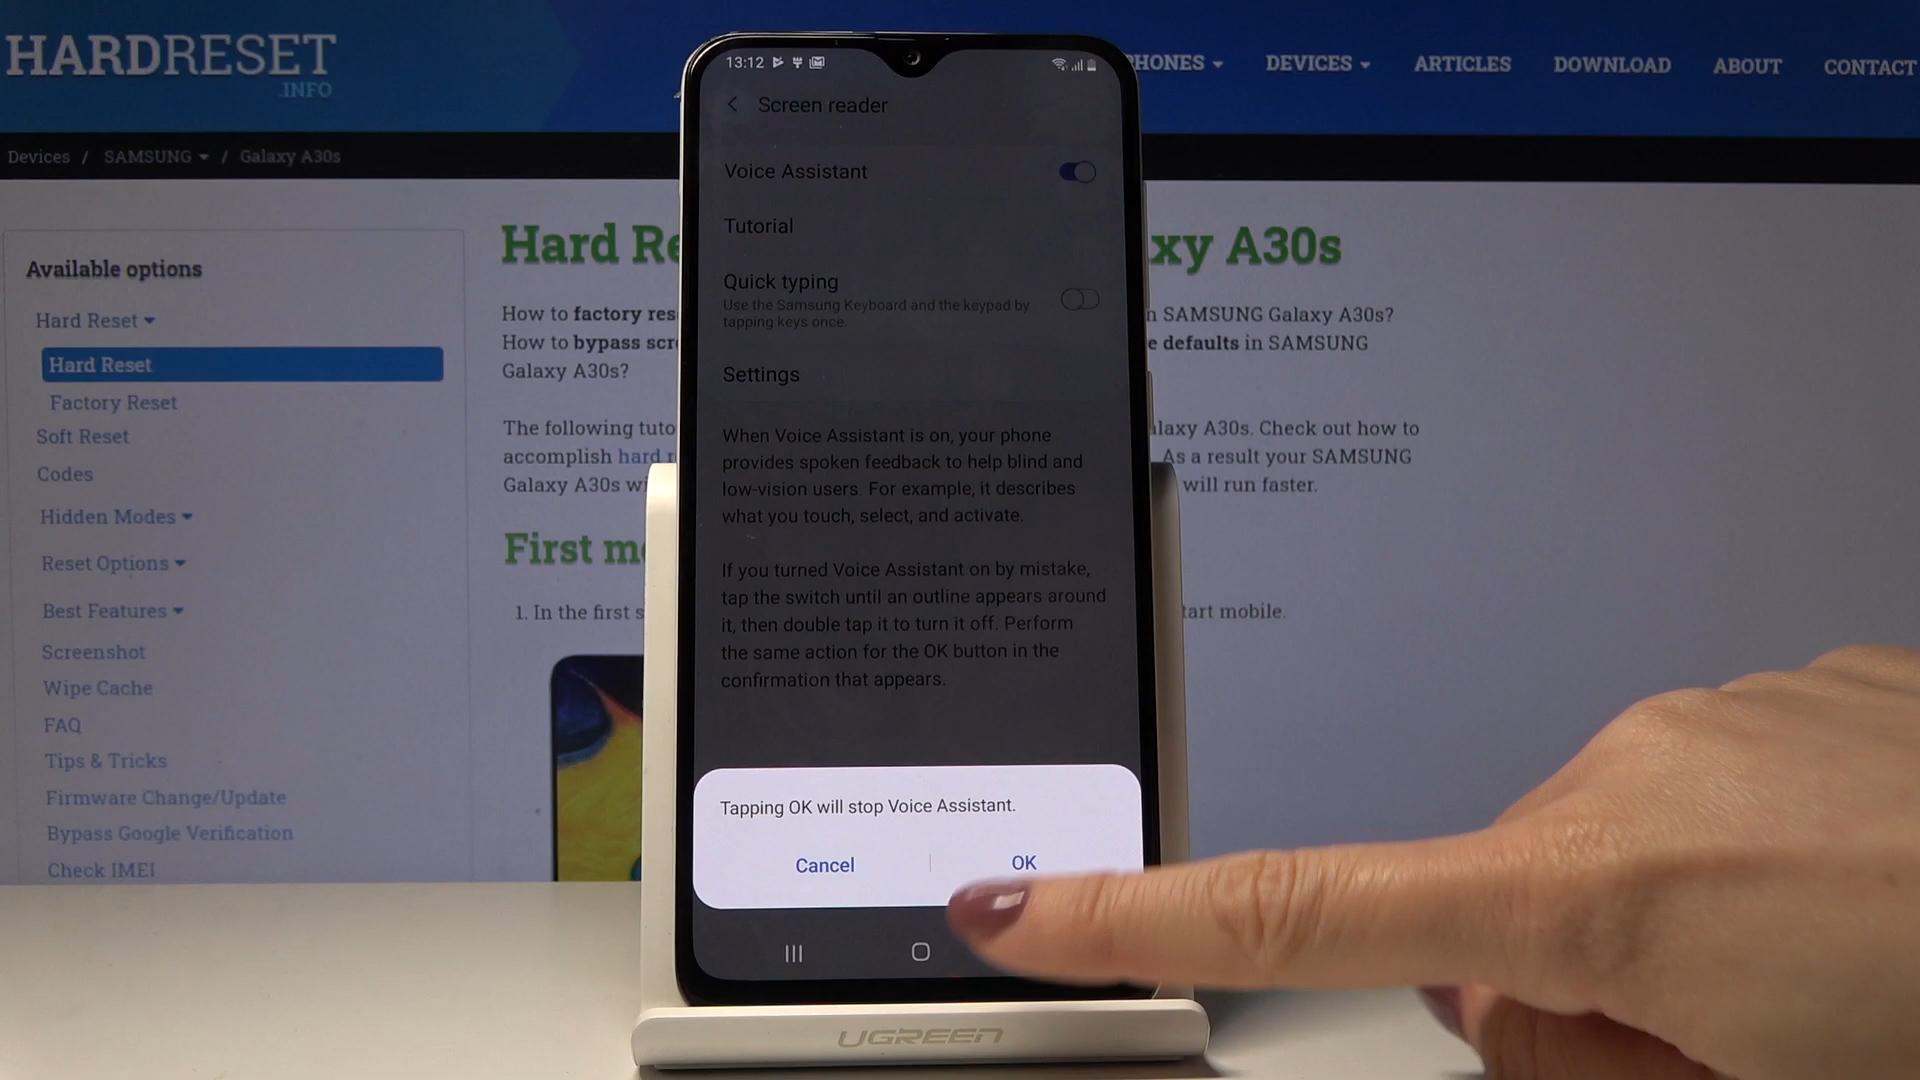 HARDRESET
.INFO
PHONES
DEVICES
ARTICLES
DOWNLOAD
ABOUT
CONTACT
Devices / SAMSUNG / Galaxy A30s
Available options
Hard Reset
Hard Reset
Factory Reset
Soft Reset
Codes
Hidden Modes
Reset Options
Best Features
Screenshot
Wipe Cache
FAQ
Tips & Tricks
Firmware Change/Update
Bypass Google Verification
Check IMEI
Hard Re
xy A30s
How to factory res
n SAMSUNG Galaxy A30s?
How to bypass scr
e defaults in SAMSUNG
Galaxy A30s?
The following tuto
alaxy A30s. Check out how to
accomplish hard r
As a result your SAMSUNG
Galaxy A30s wi
will run faster.
First mo
1. In the first s
tart mobile.
13:12
Screen reader
Voice Assistant
Tutorial
Quick typing
Use the Samsung Keyboard and the keypad by
tapping keys once.
Settings
When Voice Assistant is on, your phone
provides spoken feedback to help blind and
low-vision users. For example, it describes
what you touch, select, and activate.
If you turned Voice Assistant on by mistake,
tap the switch until an outline appears around
it, then double tap it to turn it off. Perform
the same action for the OK button in the
confirmation that appears.
Tapping OK will stop Voice Assistant.
Cancel
OK
UGREEN